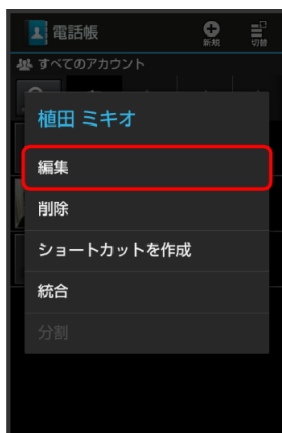 電話帳
新規
切替
すべてのアカウント
植田 ミキオ
編集
削除
ショートカットを作成
統合
分割